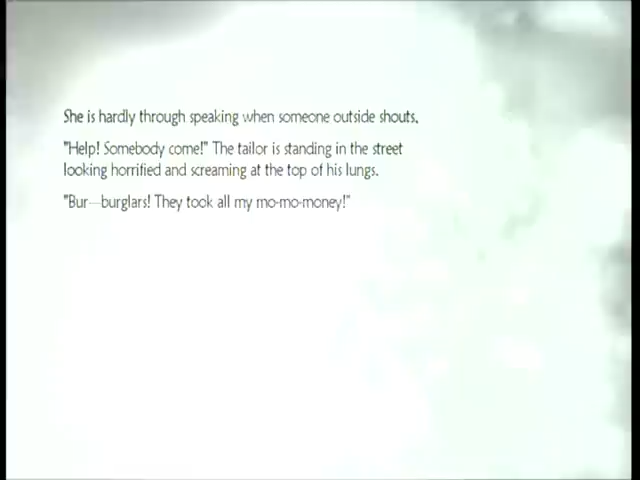 She is hardly through speaking when someone outside shouts,
"Help! Somebody come!" The tailor is standing in the street
looking horrified and screaming at the top of his lungs.
"Bur---burglars! They took all my mo-mo-money!"